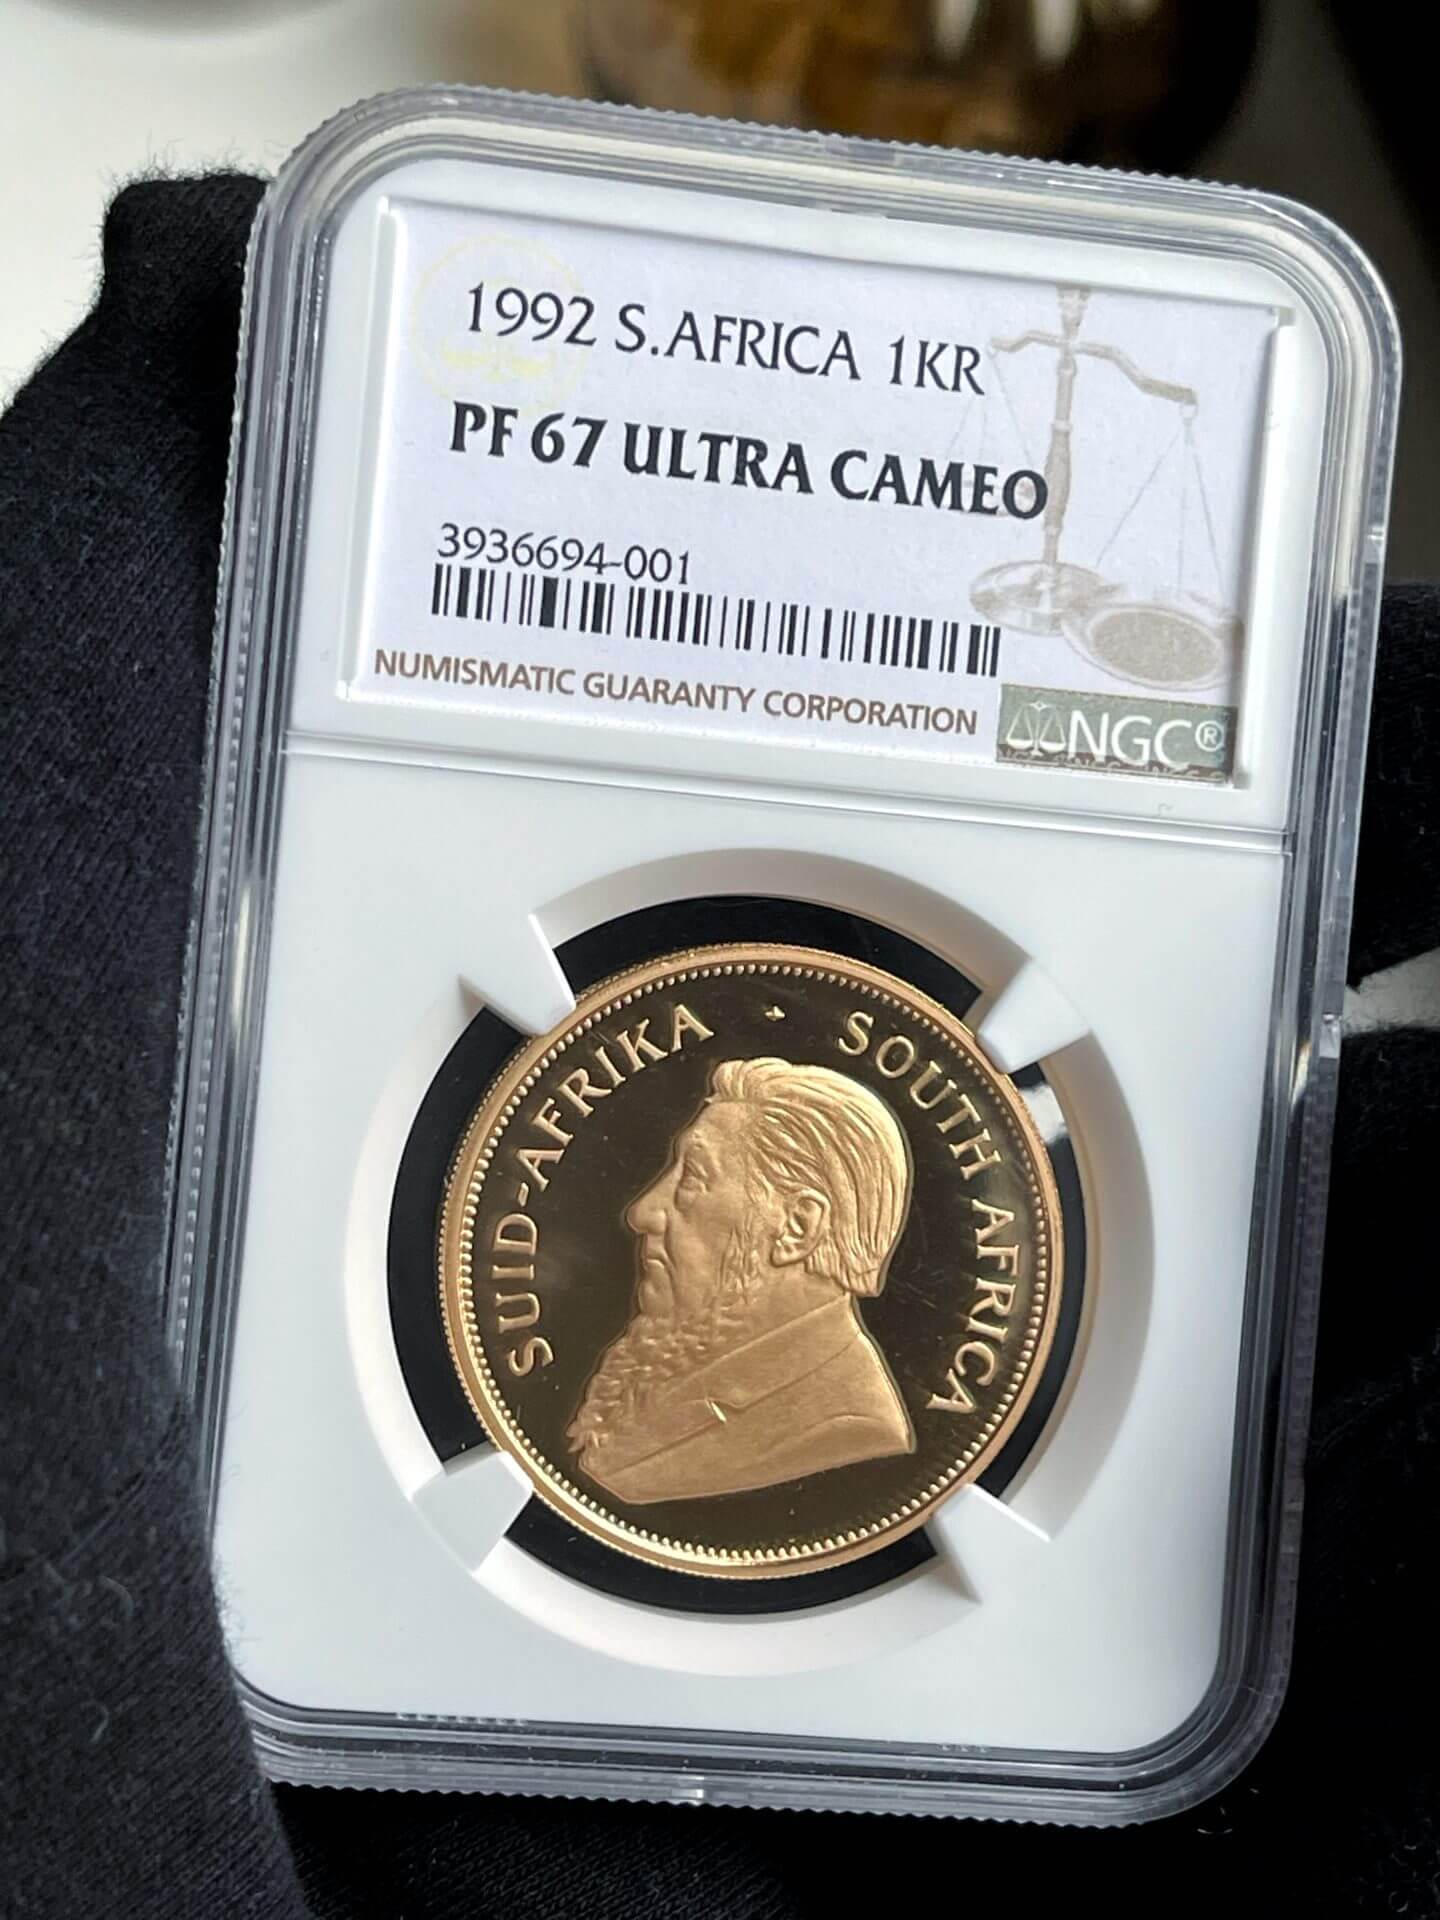 1992 S.AFRICA 1KR
PF 67 ULTRA CAMEO
3936694-001
NUMISMATIC GUARANTY CORPORATION
NGC®
SUID-AFRIKA · SOUTH AFRICA